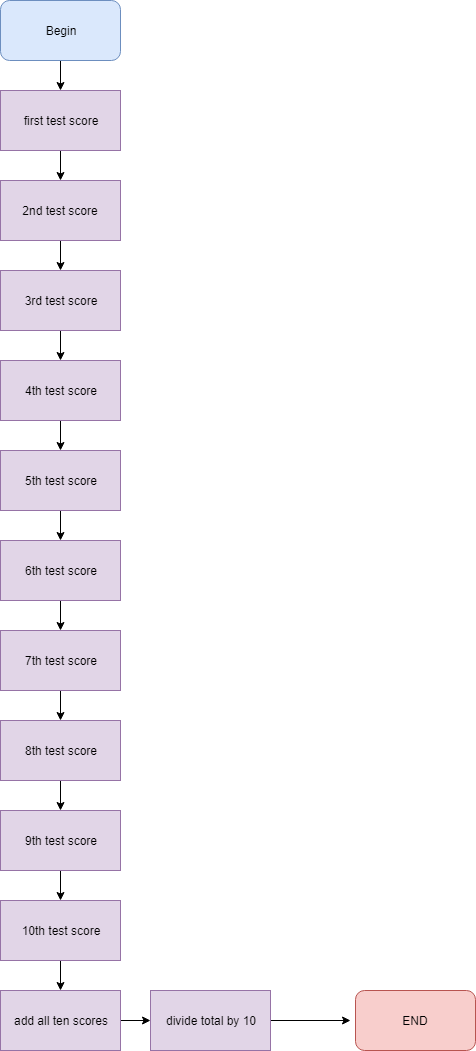 Begin
first test score
2nd test score
3rd test score
4th test score
5th test score
6th test score
7th test score
8th test score
9th test score
10th test score
add all ten scores
divide total by 10
END